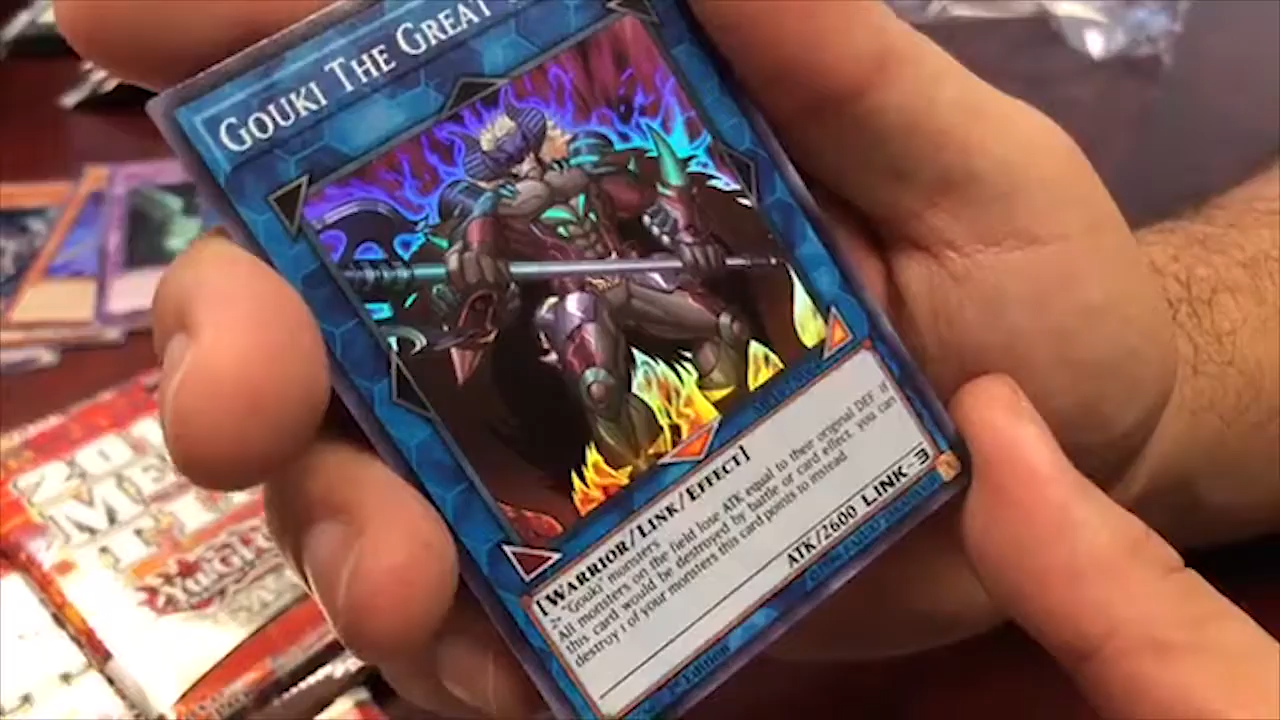 GOUKI THE GREAT
[WARRIOR/LINK/EFFECT]
2+ "Gouki" monsters
All monsters on the field lose ATK equal to their original DEF. If
this card would be destroyed by battle or card effect, you can
destroy 1 of your monsters this card points to instead.
ATK/2600 LINK-3
1st Edition